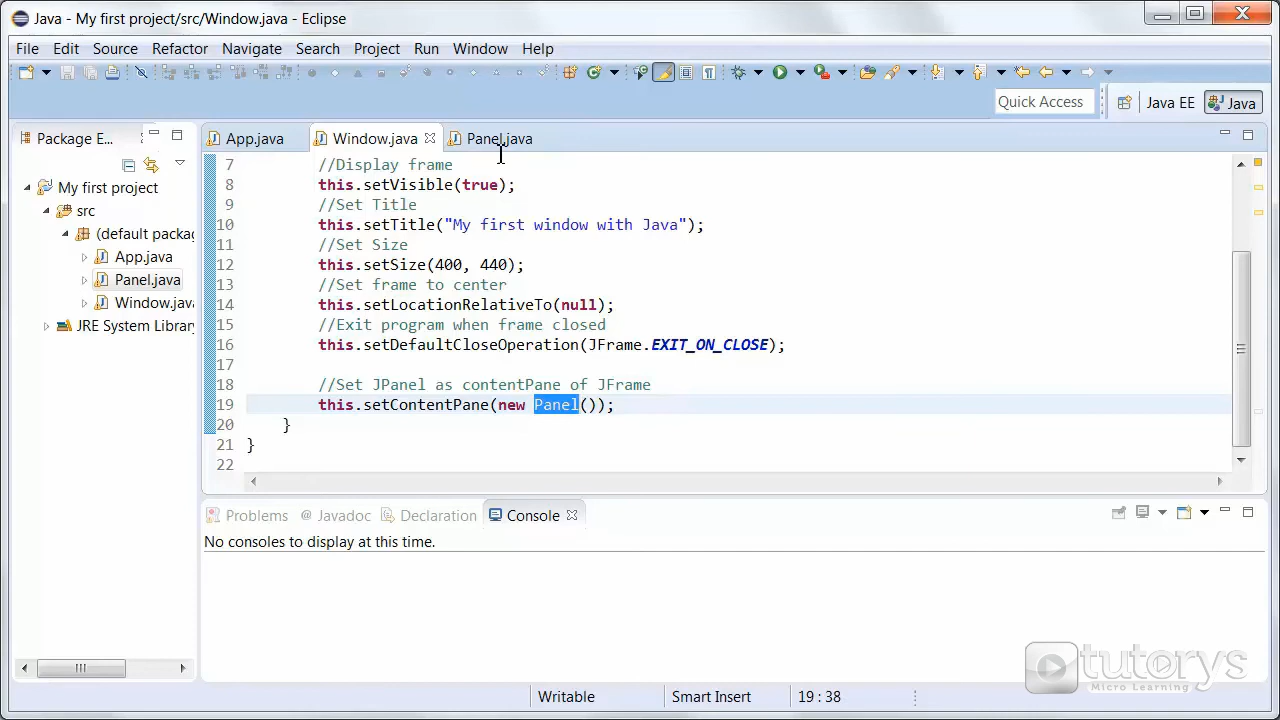 Java - My first project/src/Window.java - Eclipse
File Edit Source Refactor Navigate Search Project Run Window Help
Quick Access Java EE Java
Package E... App.java Window.java Panel.java
My first project
src
(default packag
App.java
Panel.java
Window.java
JRE System Library
7 //Display frame
8 this.setVisible(true);
9 //Set Title
10 this.setTitle("My first window with Java");
11 //Set Size
12 this.setSize(400, 440);
13 //Set frame to center
14 this.setLocationRelativeTo(null);
15 //Exit program when frame closed
16 this.setDefaultCloseOperation(JFrame.EXIT_ON_CLOSE);
17
18 //Set JPanel as contentPane of JFrame
19 this.setContentPane(new Panel());
20 }
21 }
22
Problems @ Javadoc Declaration Console
No consoles to display at this time.
Writable Smart Insert 19 : 38
tutorys
Micro Learning